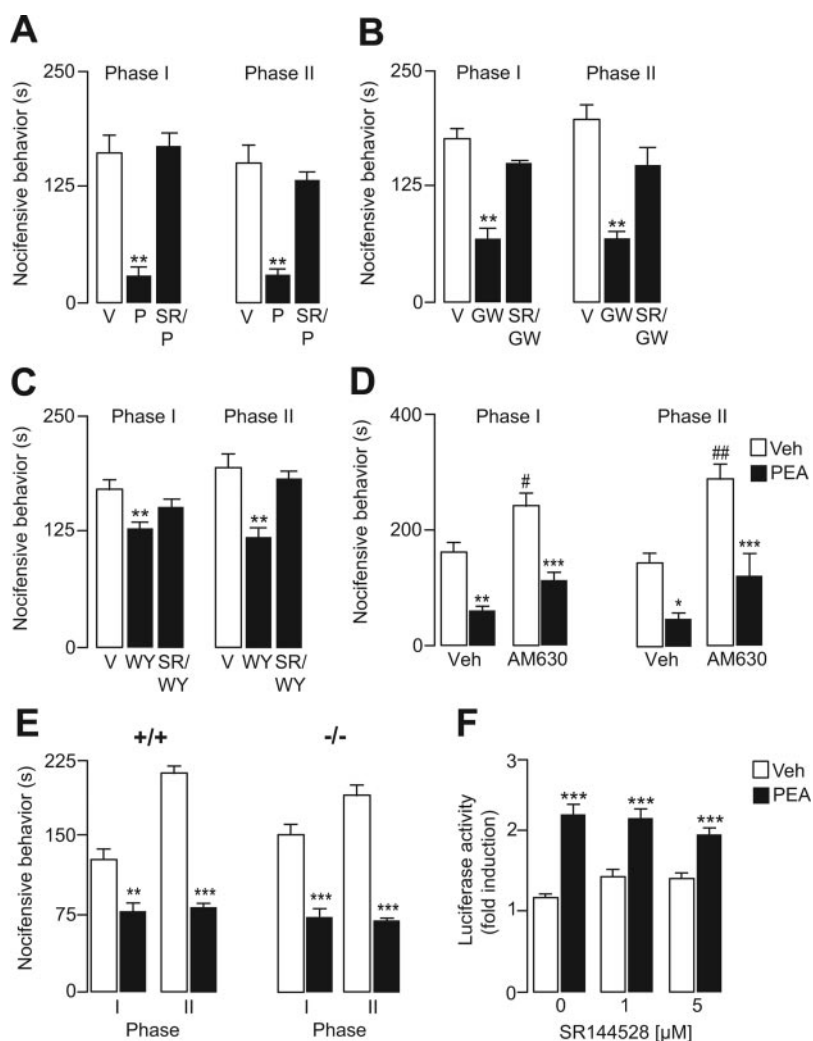 A
Nocifensive behavior (s)
250
125
0
Phase I
Phase II
**
**
V P SR/ P
V P SR/ P
B
Nocifensive behavior (s)
250
125
0
Phase I
Phase II
**
**
V GW SR/ GW
V GW SR/ GW
C
Nocifensive behavior (s)
250
125
0
Phase I
Phase II
**
**
V WY SR/ WY
V WY SR/ WY
D
Nocifensive behavior (s)
400
200
0
Phase I
Phase II
Veh
PEA
**
#
***
*
##
***
Veh AM630
Veh AM630
E
Nocifensive behavior (s)
225
150
75
0
+/+
-/-
**
***
***
***
I II
I II
Phase
Phase
F
Luciferase activity
(fold induction)
3
2
1
0
Veh
PEA
***
***
***
0 1 5
SR144528 [µM]